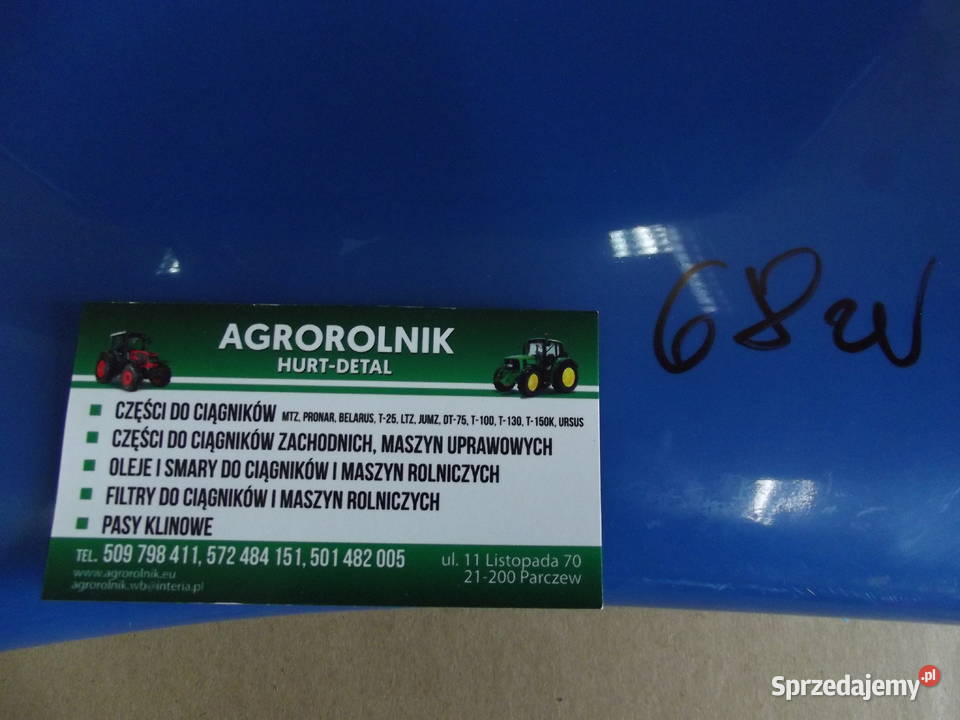 68w
AGROROLNIK
HURT-DETAL
CZĘŚCI DO CIĄGNIKÓW MTZ, PRONAR, BELARUS, T-25, LTZ, JUMZ, DT-75, T-100, T-130, T-150K, URSUS
CZĘŚCI DO CIĄGNIKÓW ZACHODNICH, MASZYN UPRAWOWYCH
OLEJE I SMARY DO CIĄGNIKÓW I MASZYN ROLNICZYCH
FILTRY DO CIĄGNIKÓW I MASZYN ROLNICZYCH
PASY KLINOWE
TEL. 509 798 411, 572 484 151, 501 482 005
www.agrorolnik.eu
agrorolnik.wb@interia.pl
ul. 11 Listopada 70
21-200 Parczew
Sprzedajemy.pl